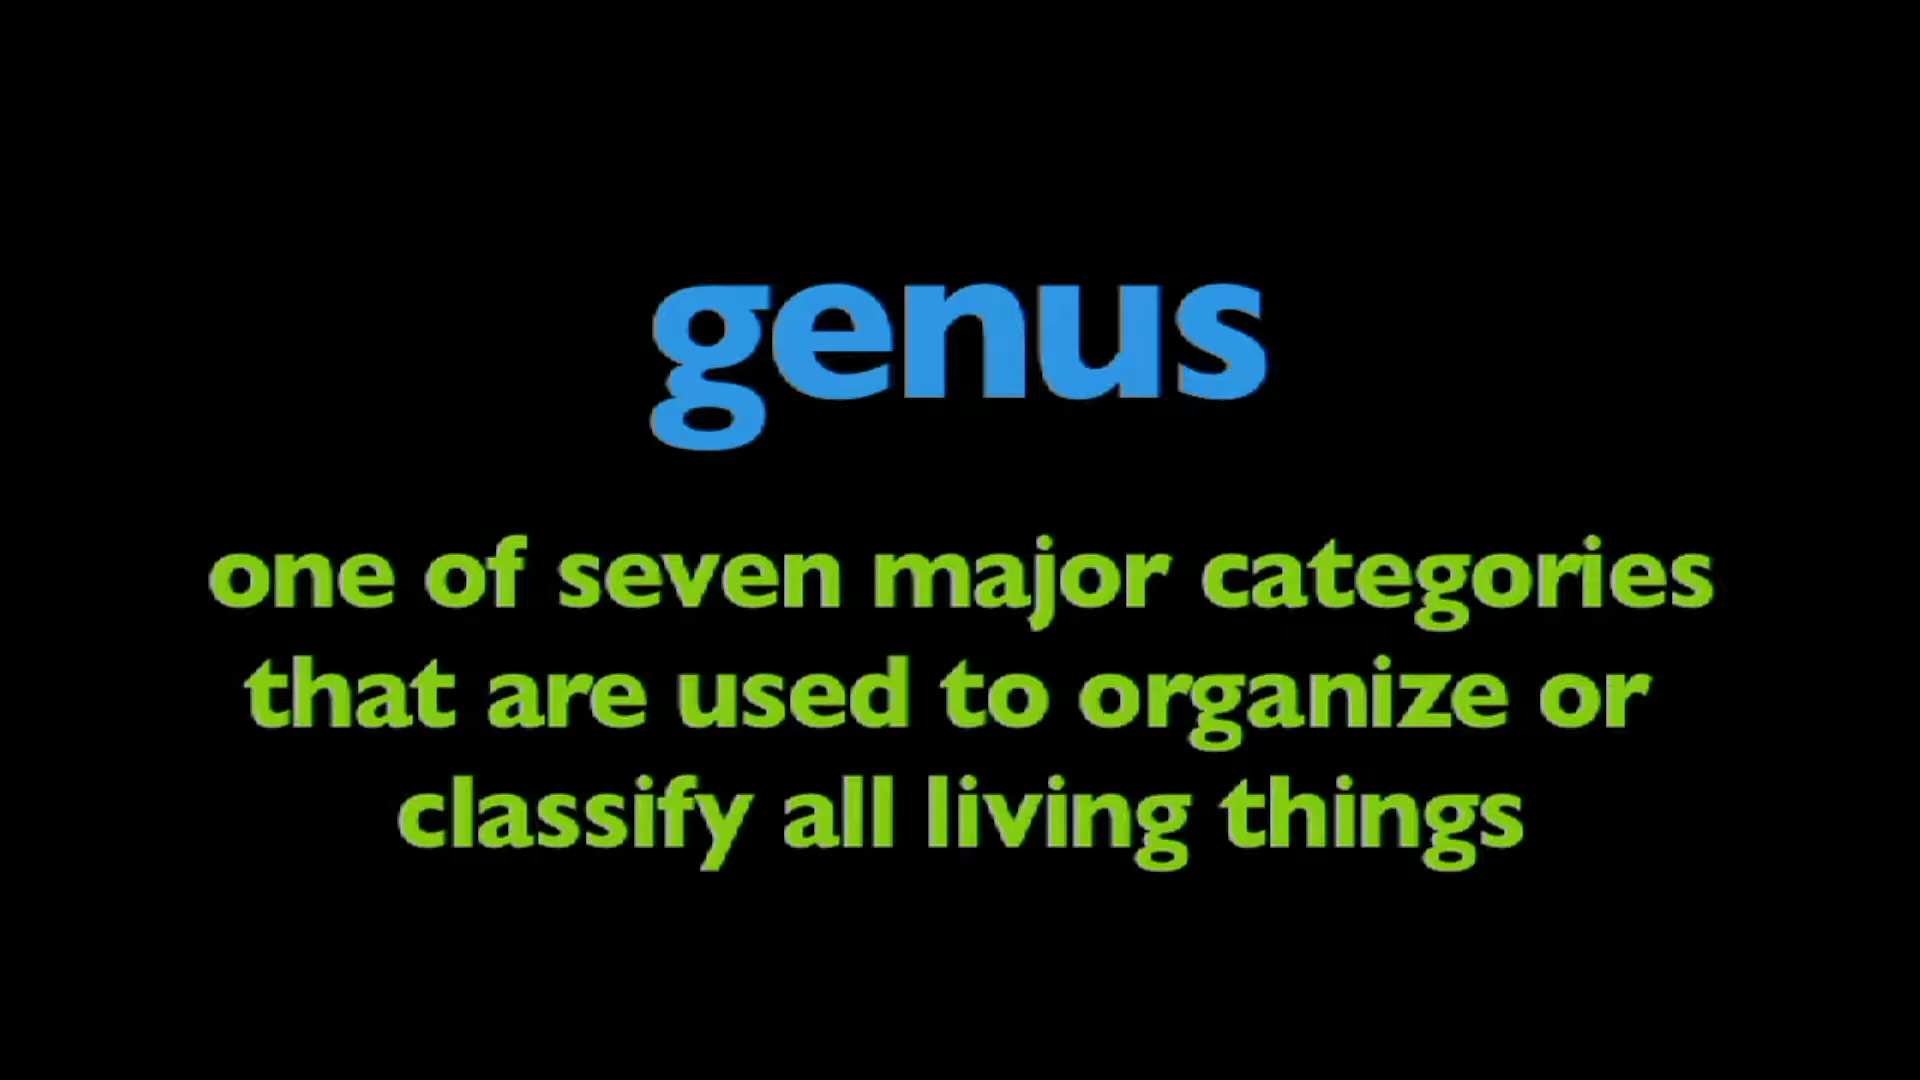 genus
one of seven major categories
that are used to organize or
classify all living things